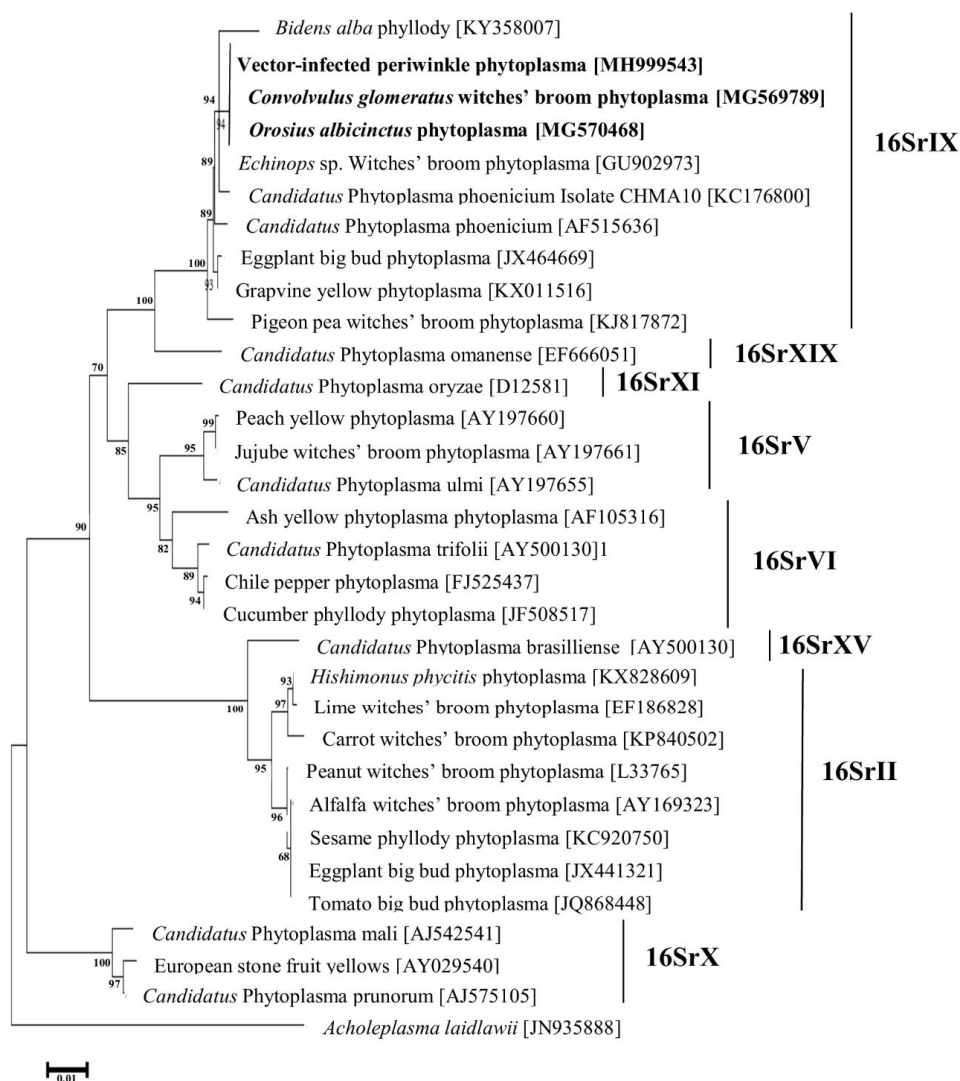 Bidens alba phyllody [KY358007]
Vector-infected periwinkle phytoplasma [MH999543]
94
Convolvulus glomeratus witches’ broom phytoplasma [MG569789]
94
Orosius albicinctus phytoplasma [MG570468]
16SrIX
89
Echinops sp. Witches’ broom phytoplasma [GU902973]
Candidatus Phytoplasma phoenicium Isolate CHMA10 [KC176800]
89
Candidatus Phytoplasma phoenicium [AF515636]
100
Eggplant big bud phytoplasma [JX464669]
93
Grapvine yellow phytoplasma [KX011516]
100
Pigeon pea witches’ broom phytoplasma [KJ817872]
Candidatus Phytoplasma omanense [EF666051]
16SrXIX
70
Candidatus Phytoplasma oryzae [D12581]
16SrXI
99
Peach yellow phytoplasma [AY197660]
85
95
Jujube witches’ broom phytoplasma [AY197661]
16SrV
Candidatus Phytoplasma ulmi [AY197655]
95
Ash yellow phytoplasma phytoplasma [AF105316]
90
82
Candidatus Phytoplasma trifolii [AY500130]1
16SrVI
89
Chile pepper phytoplasma [FJ525437]
94
Cucumber phyllody phytoplasma [JF508517]
Candidatus Phytoplasma brasilliense [AY500130]
16SrXV
93
Hishimonus phycitis phytoplasma [KX828609]
100
97
Lime witches’ broom phytoplasma [EF186828]
Carrot witches’ broom phytoplasma [KP840502]
95
Peanut witches’ broom phytoplasma [L33765]
16SrII
96
Alfalfa witches’ broom phytoplasma [AY169323]
Sesame phyllody phytoplasma [KC920750]
68
Eggplant big bud phytoplasma [JX441321]
Tomato big bud phytoplasma [JQ868448]
Candidatus Phytoplasma mali [AJ542541]
16SrX
100
European stone fruit yellows [AY029540]
97
Candidatus Phytoplasma prunorum [AJ575105]
Acholeplasma laidlawii [JN935888]
0.01